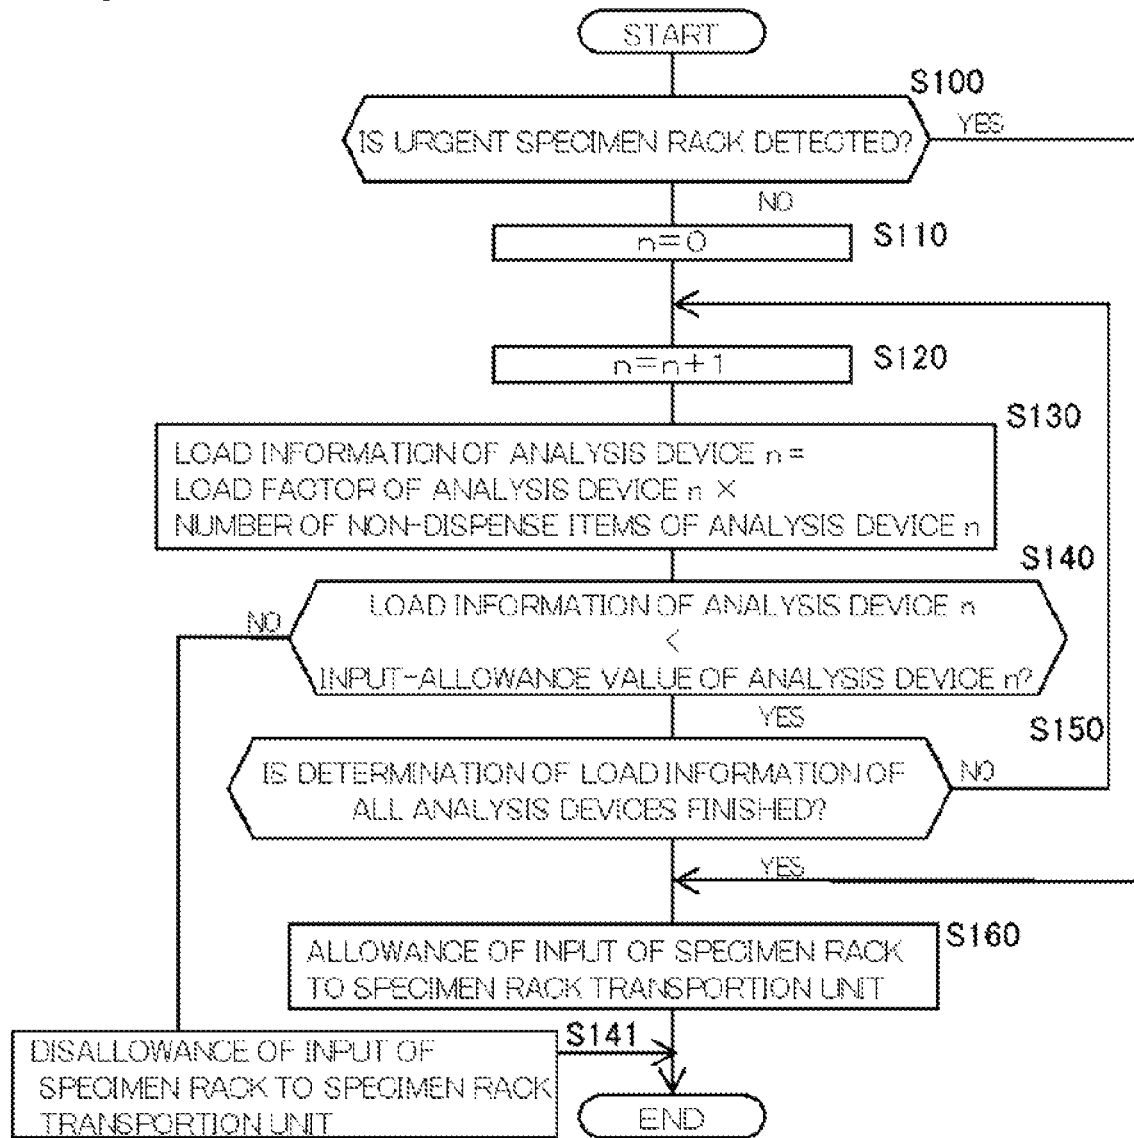 START
S100
IS URGENT SPECIMEN RACK DETECTED?
YES
NO
n=0
S110
n=n+1
S120
S130
LOAD INFORMATION OF ANALYSIS DEVICE n =
LOAD FACTOR OF ANALYSIS DEVICE n ×
NUMBER OF NON-DISPENSE ITEMS OF ANALYSIS DEVICE n
S140
NO
LOAD INFORMATION OF ANALYSIS DEVICE n
<
INPUT-ALLOWANCE VALUE OF ANALYSIS DEVICE n?
YES
S150
IS DETERMINATION OF LOAD INFORMATION OF
ALL ANALYSIS DEVICES FINISHED?
NO
YES
S160
ALLOWANCE OF INPUT OF SPECIMEN RACK
TO SPECIMEN RACK TRANSPORTION UNIT
S141
DISALLOWANCE OF INPUT OF
SPECIMEN RACK TO SPECIMEN RACK
TRANSPORTION UNIT
END